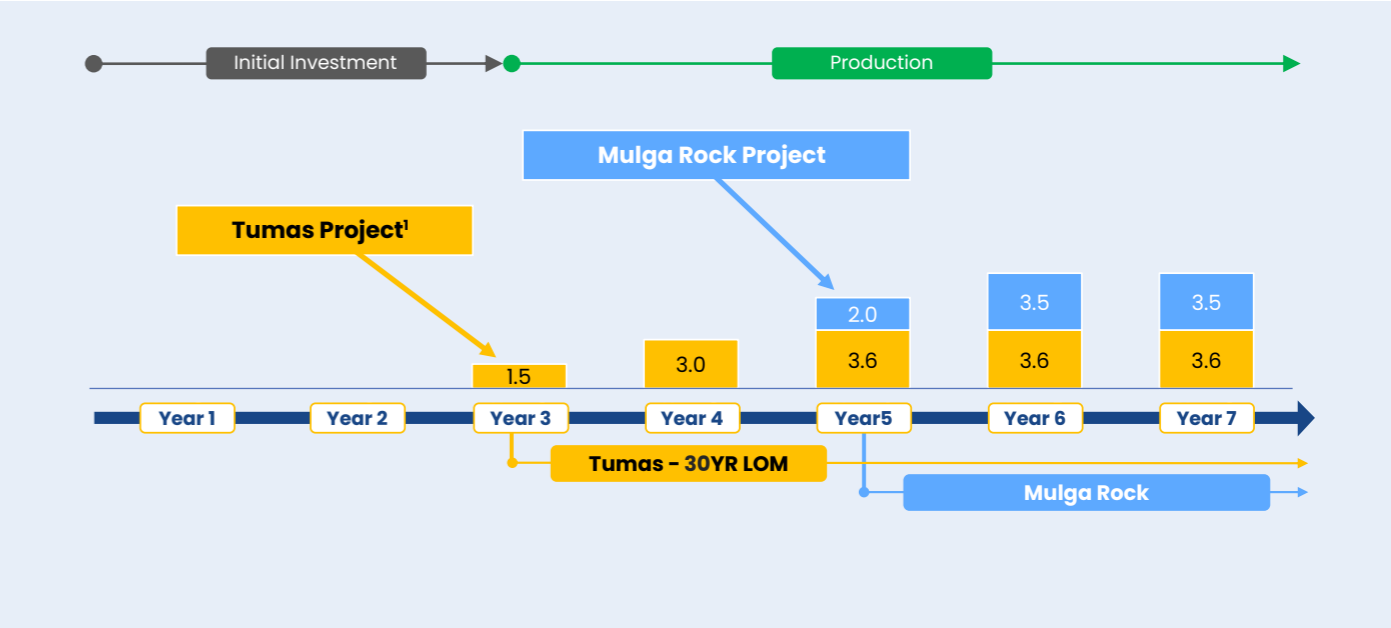 Initial Investment
Production
Mulga Rock Project
Tumas Project¹
2.0
3.5
3.5
1.5
3.0
3.6
3.6
3.6
Year 1
Year 2
Year 3
Year 4
Year5
Year 6
Year 7
Tumas – 30YR LOM
Mulga Rock